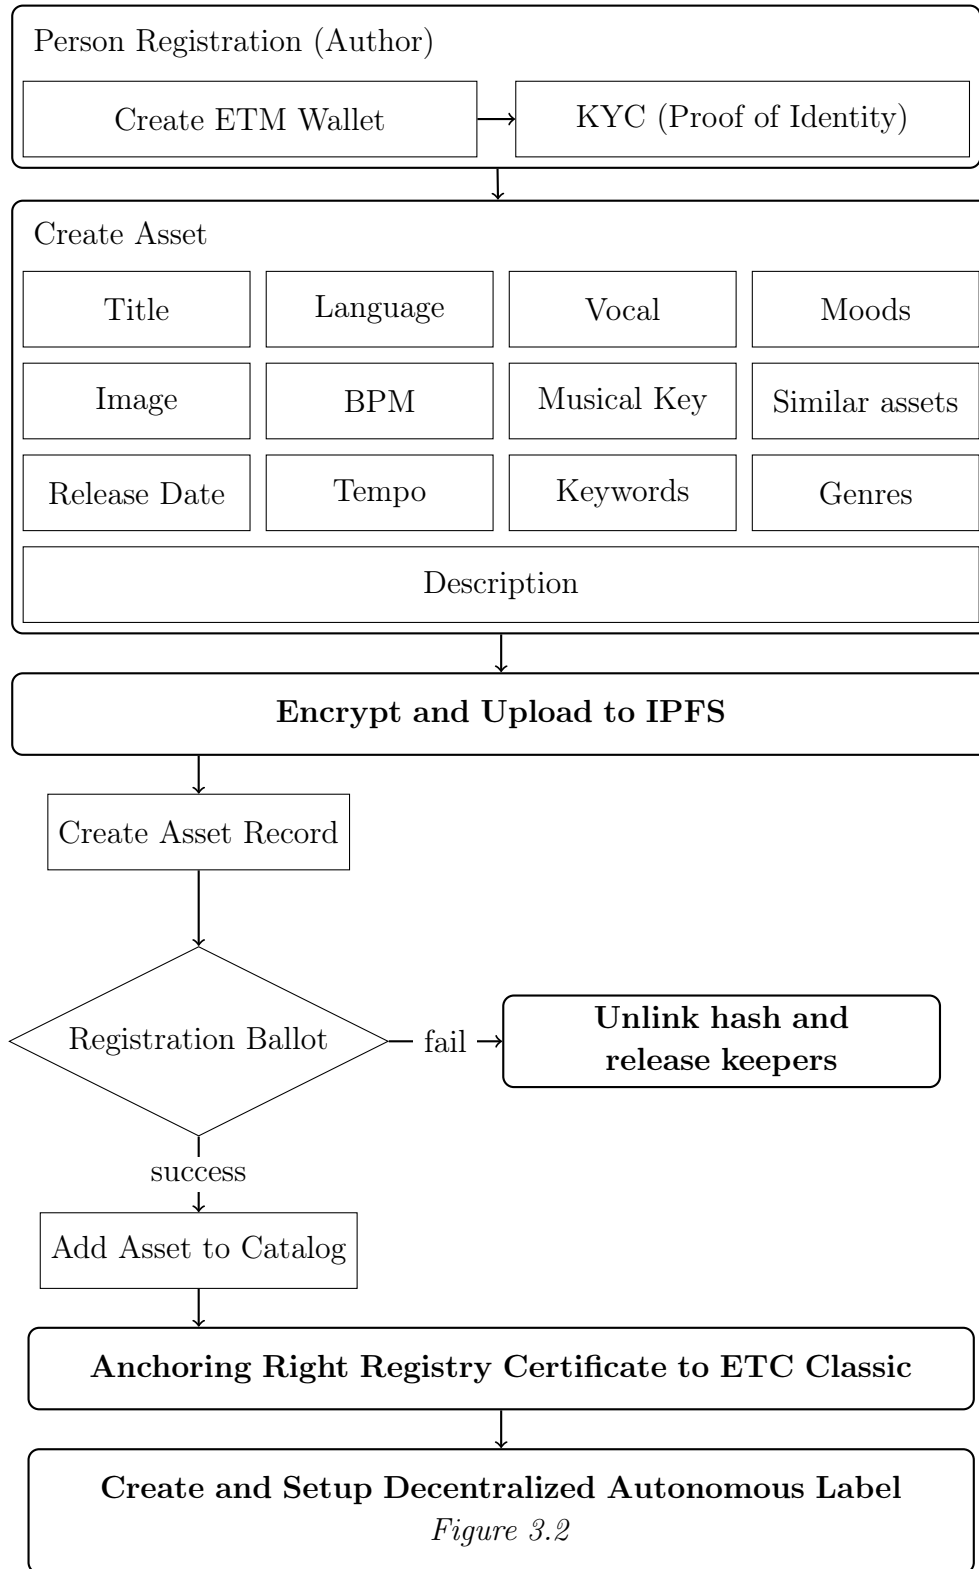 Person Registration (Author)
Create ETM Wallet
KYC (Proof of Identity)
Create Asset
Title
Language
Vocal
Moods
Image
BPM
Musical Key
Similar assets
Release Date
Tempo
Keywords
Genres
Description
Encrypt and Upload to IPFS
Create Asset Record
Registration Ballot
fail
Unlink hash and
release keepers
success
Add Asset to Catalog
Anchoring Right Registry Certificate to ETC Classic
Create and Setup Decentralized Autonomous Label
Figure 3.2